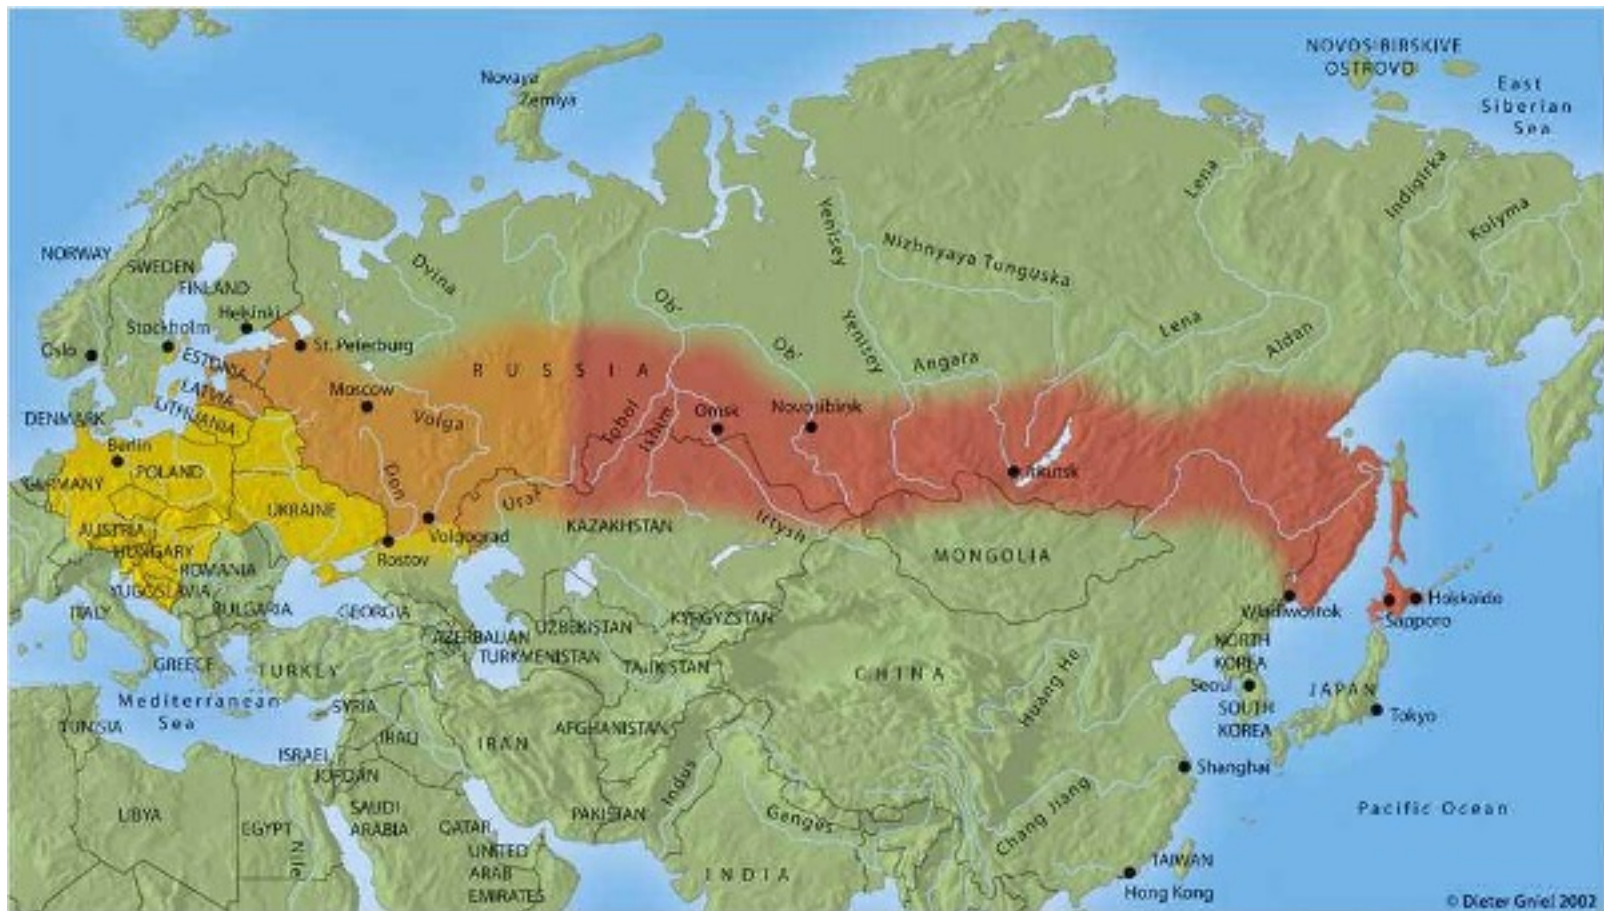 NOVOSIBIRSKIVE
OSTROVO
East
Siberian
Sea
Novaya
Zemlya
Lena
Indigirka
Kolyma
Yenisey
Nizhnyaya Tunguska
NORWAY
SWEDEN
FINLAND
Dvina
Ob'
Lena
Aldan
Helsinki
Stockholm
Oslo
St. Peterburg
Ob'
Yenisey
Angara
ESTONIA
RUSSIA
LATVIA
Moscow
LITHUANIA
DENMARK
Volga
Tobol
Ishim
Omsk
Novosibirsk
Berlin
POLAND
GERMANY
Don
Irkutsk
Ural
UKRAINE
AUSTRIA
KAZAKHSTAN
Irtysh
Volgograd
HUNGARY
Rostov
MONGOLIA
ROMANIA
YUGOSLAVIA
ITALY
BULGARIA
GEORGIA
Wladiwostok
Hokkaido
Sapporo
KYRGYZSTAN
UZBEKISTAN
AZERBAIJAN
TURKMENISTAN
TAJIKISTAN
GREECE
TURKEY
CHINA
Huang He
NORTH
KOREA
Seoul
SOUTH
KOREA
JAPAN
Tokyo
Mediterranean
Sea
TUNISIA
SYRIA
IRAQ
IRAN
AFGHANISTAN
ISRAEL
JORDAN
Indus
Shanghai
LIBYA
EGYPT
Nile
SAUDI
ARABIA
QATAR
UNITED
ARAB
EMIRATES
PAKISTAN
Ganges
INDIA
Chang Jiang
Pacific Ocean
TAIWAN
Hong Kong
© Dieter Gniel 2002